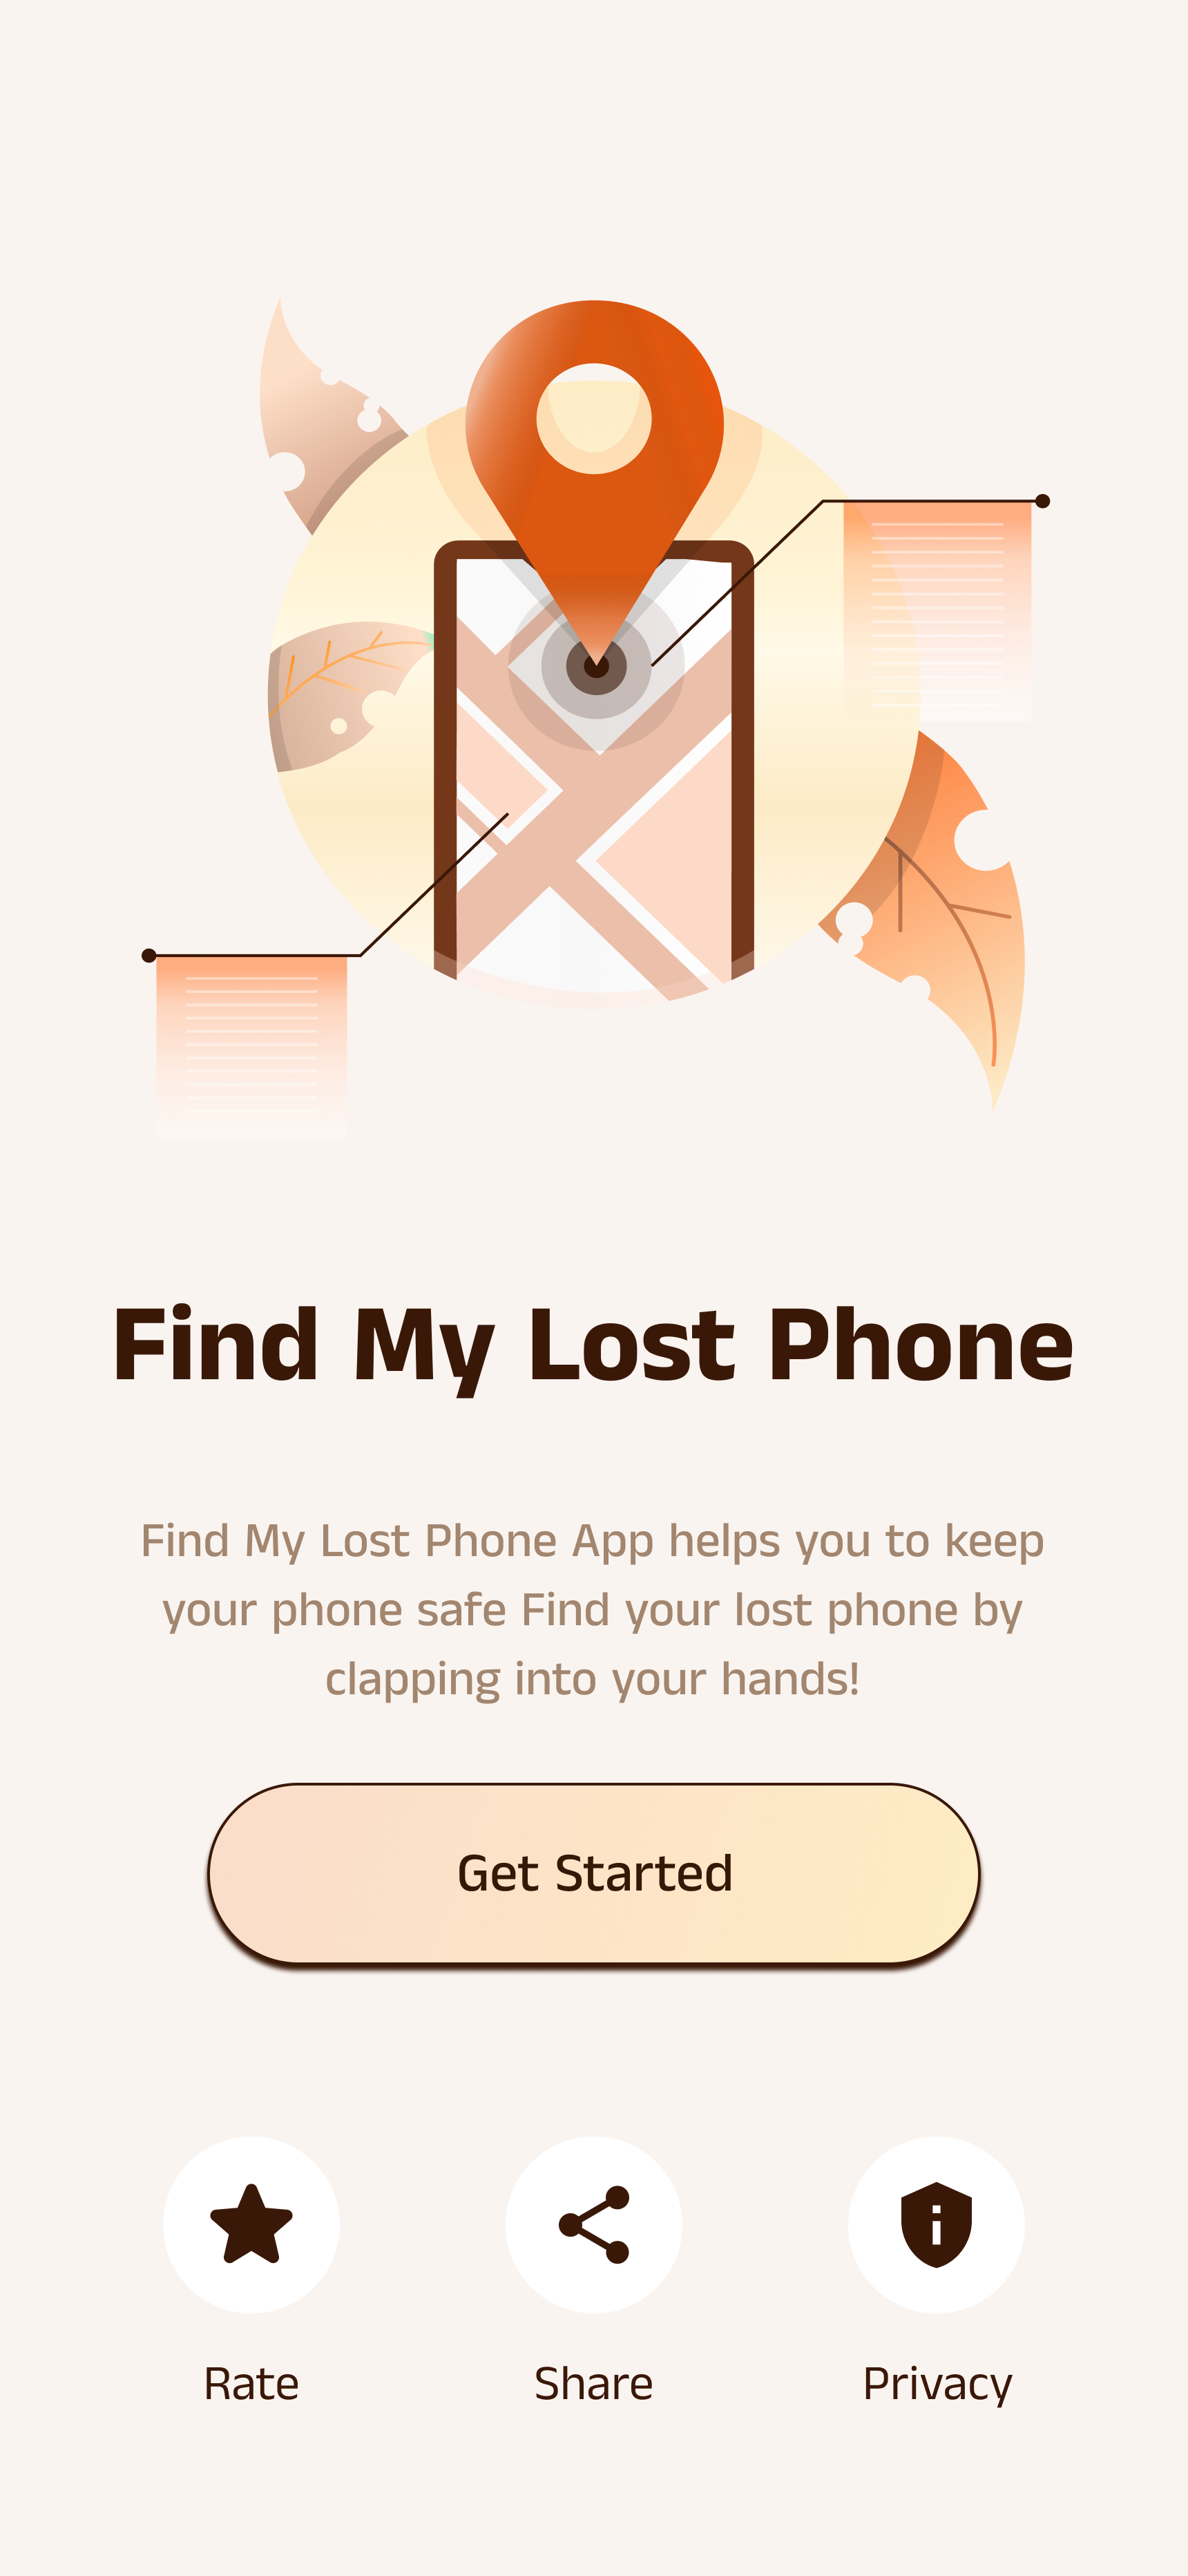 Find My Lost Phone
Find My Lost Phone App helps you to keep
your phone safe Find your lost phone by
clapping into your hands!
Get Started
Rate
Share
Privacy